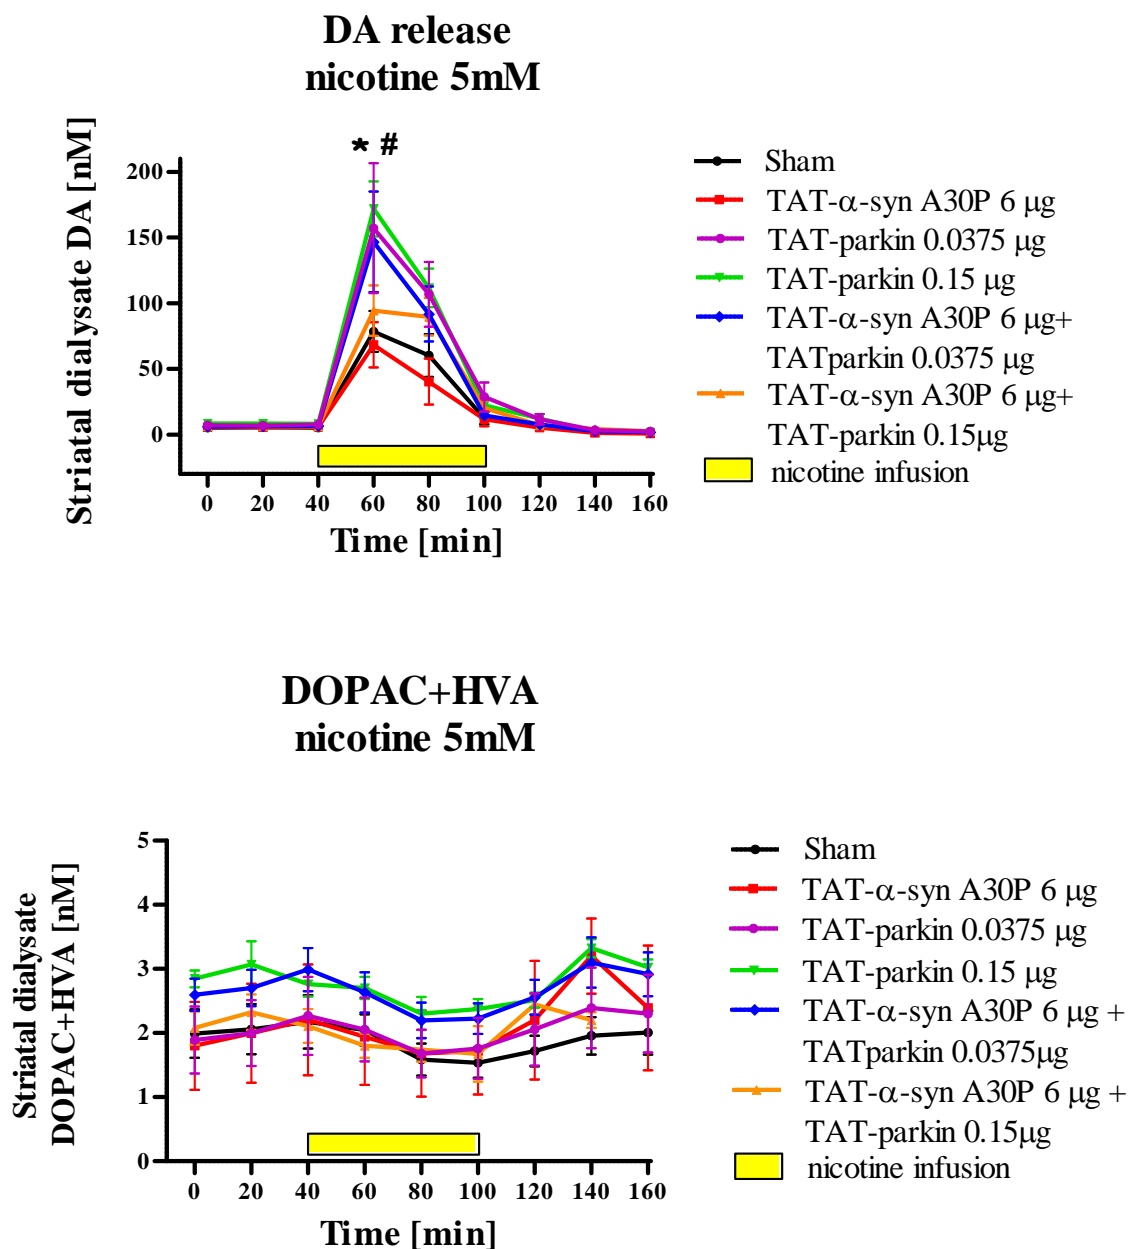 DA release
nicotine 5mM
Striatal dialysate DA [nM]
* #
200
150
100
50
0
0 20 40 60 80 100 120 140 160
Time [min]
Sham
TAT-α-syn A30P 6 μg
TAT-parkin 0.0375 μg
TAT-parkin 0.15 μg
TAT-α-syn A30P 6 μg+
TATparkin 0.0375 μg
TAT-α-syn A30P 6 μg+
TAT-parkin 0.15μg
nicotine infusion
DOPAC+HVA
nicotine 5mM
Striatal dialysate
DOPAC+HVA [nM]
5
4
3
2
1
0
0 20 40 60 80 100 120 140 160
Time [min]
Sham
TAT-α-syn A30P 6 μg
TAT-parkin 0.0375 μg
TAT-parkin 0.15 μg
TAT-α-syn A30P 6 μg +
TATparkin 0.0375μg
TAT-α-syn A30P 6 μg +
TAT-parkin 0.15μg
nicotine infusion